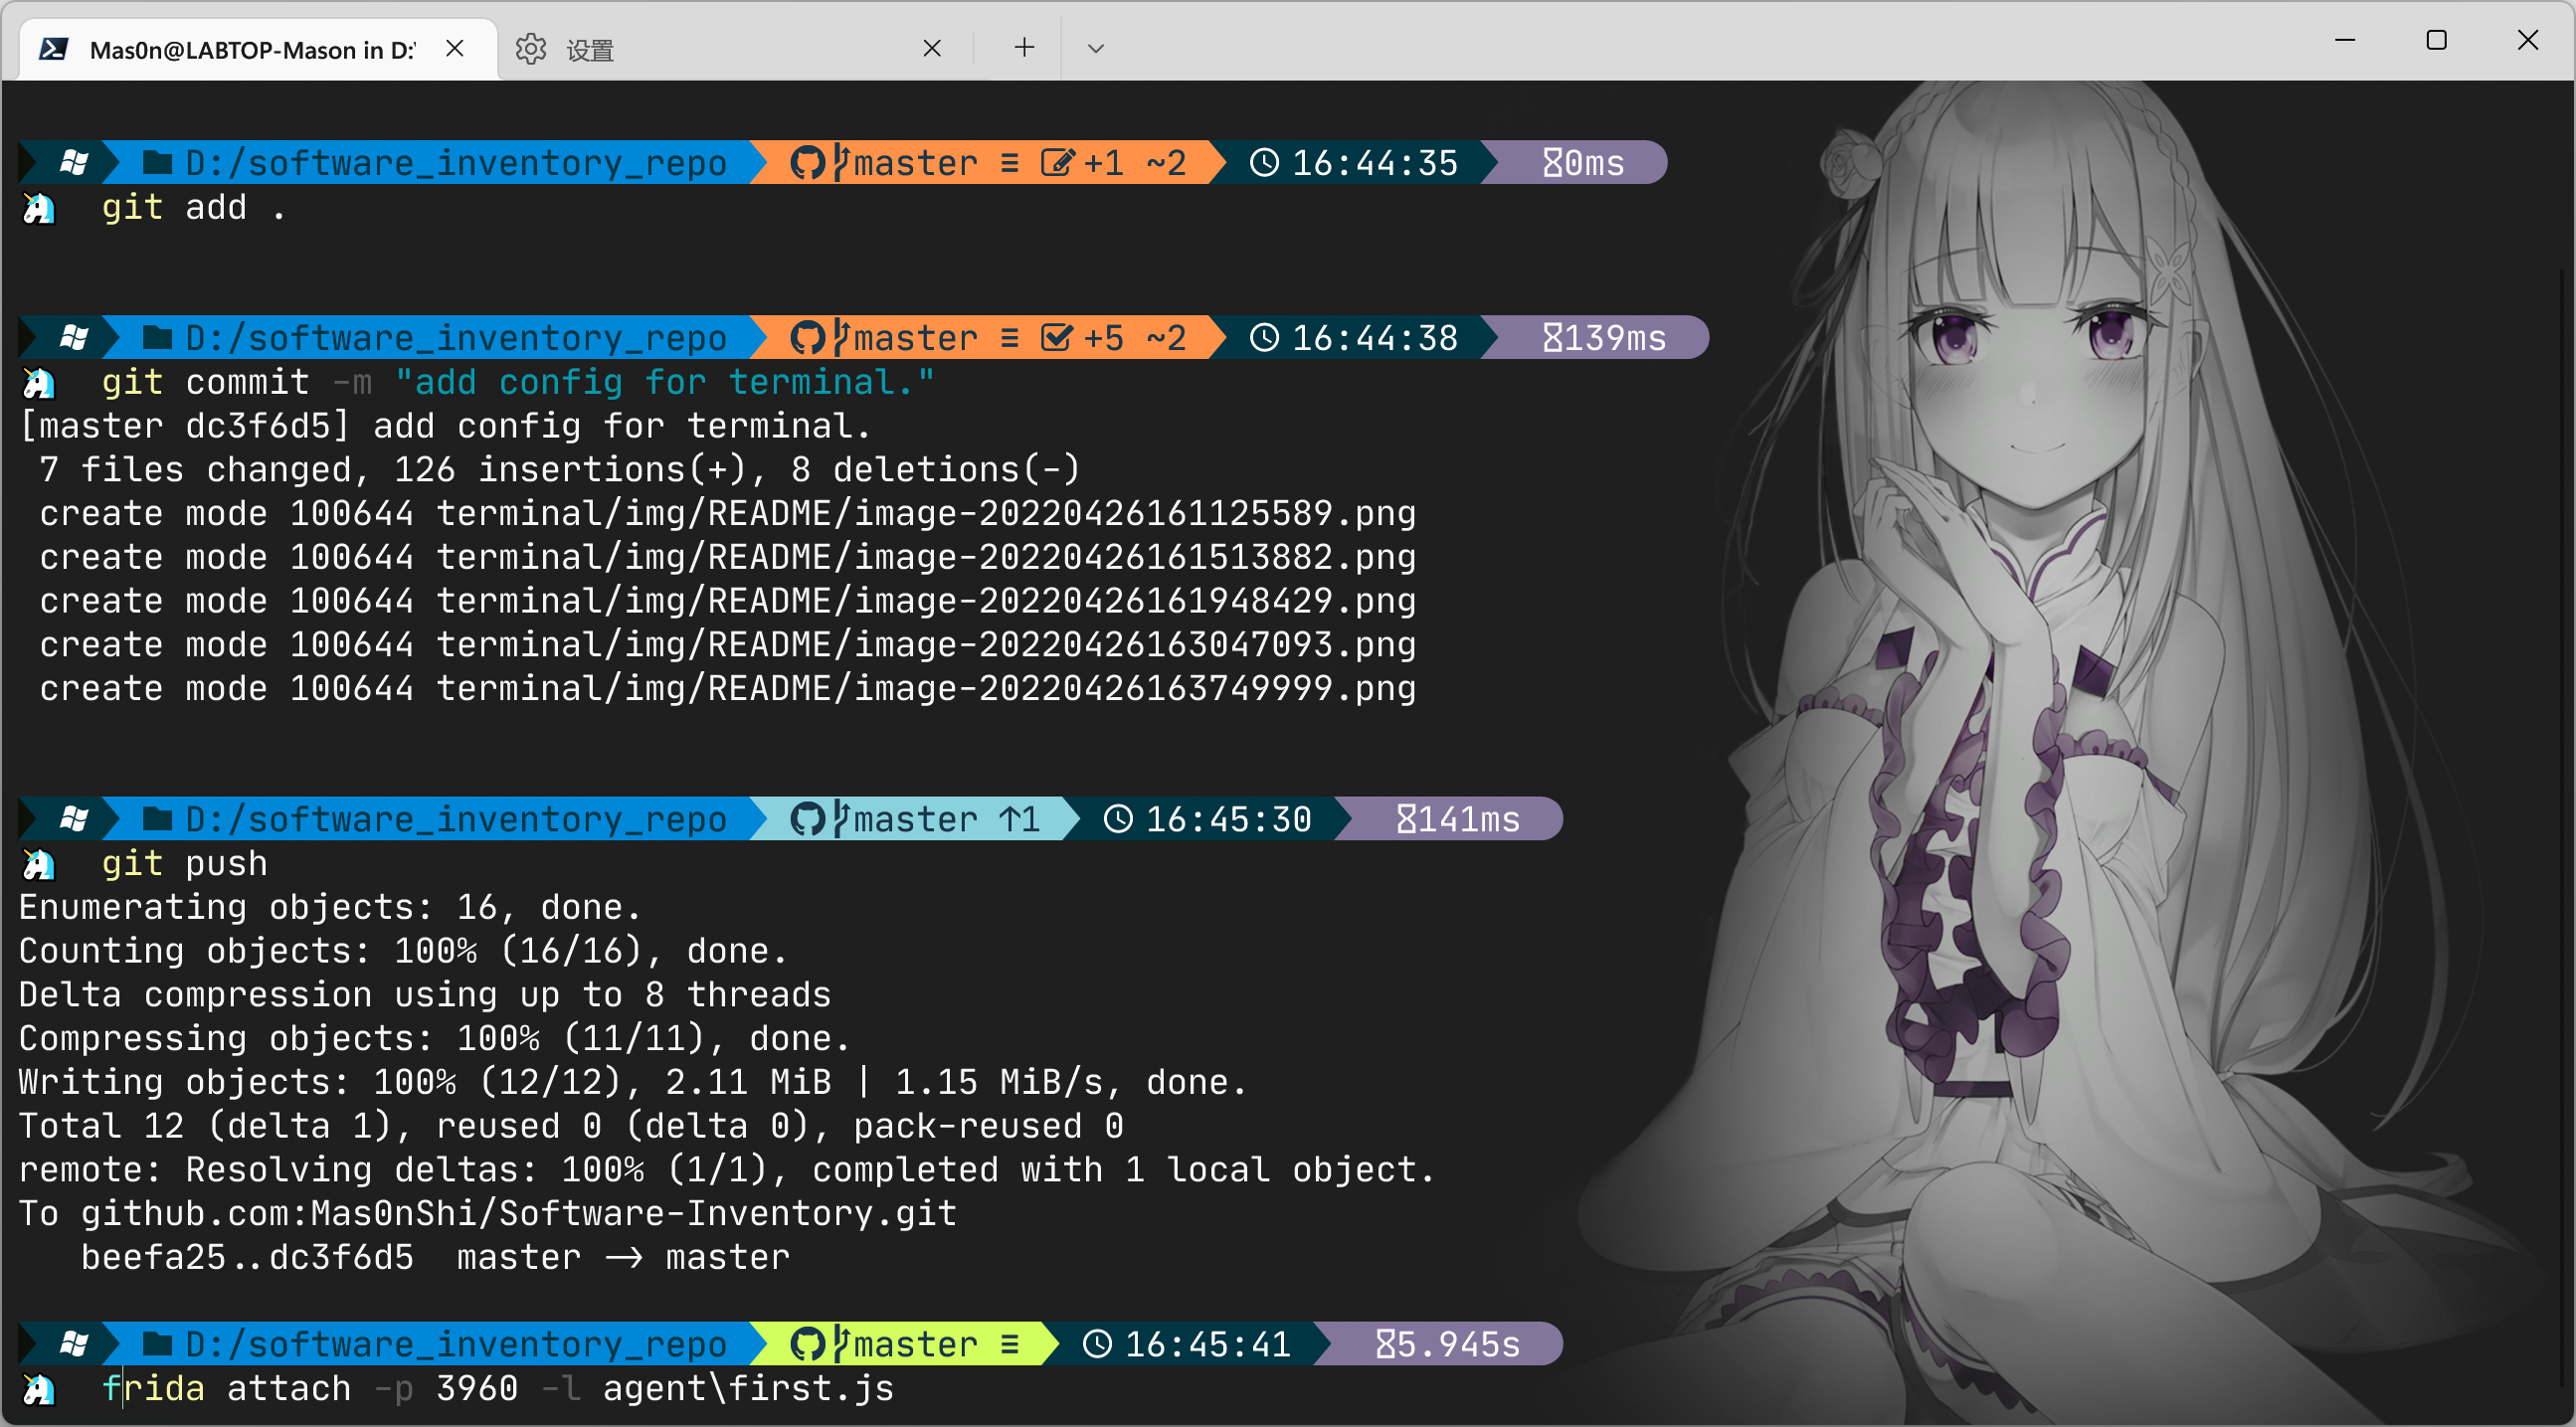 Mas0n@LABTOP-Mason in D:\ 设置
D:/software_inventory_repo master ≡ +1 ~2 16:44:35 0ms
git add .
D:/software_inventory_repo master ≡ +5 ~2 16:44:38 139ms
git commit -m "add config for terminal."
[master dc3f6d5] add config for terminal.
7 files changed, 126 insertions(+), 8 deletions(-)
create mode 100644 terminal/img/README/image-20220426161125589.png
create mode 100644 terminal/img/README/image-20220426161513882.png
create mode 100644 terminal/img/README/image-20220426161948429.png
create mode 100644 terminal/img/README/image-20220426163047093.png
create mode 100644 terminal/img/README/image-20220426163749999.png
D:/software_inventory_repo master ↑1 16:45:30 141ms
git push
Enumerating objects: 16, done.
Counting objects: 100% (16/16), done.
Delta compression using up to 8 threads
Compressing objects: 100% (11/11), done.
Writing objects: 100% (12/12), 2.11 MiB | 1.15 MiB/s, done.
Total 12 (delta 1), reused 0 (delta 0), pack-reused 0
remote: Resolving deltas: 100% (1/1), completed with 1 local object.
To github.com:Mas0nShi/Software-Inventory.git
beefa25..dc3f6d5 master -> master
D:/software_inventory_repo master ≡ 16:45:41 5.945s
frida attach -p 3960 -l agent\first.js